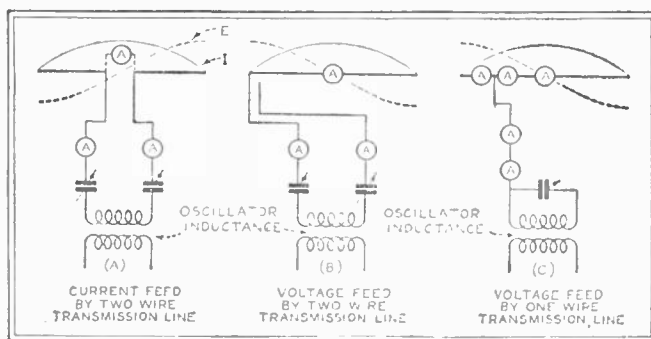 E
I
A
A
A
A
A
A
A
A
A
A
A
OSCILLATOR
INDUCTANCE
OSCILLATOR
INDUCTANCE
(A)
(B)
(C)
CURRENT FEED
BY TWO WIRE
TRANSMISSION LINE
VOLTAGE FEED
BY TWO WIRE
TRANSMISSION LINE
VOLTAGE FEED
BY ONE WIRE
TRANSMISSION LINE